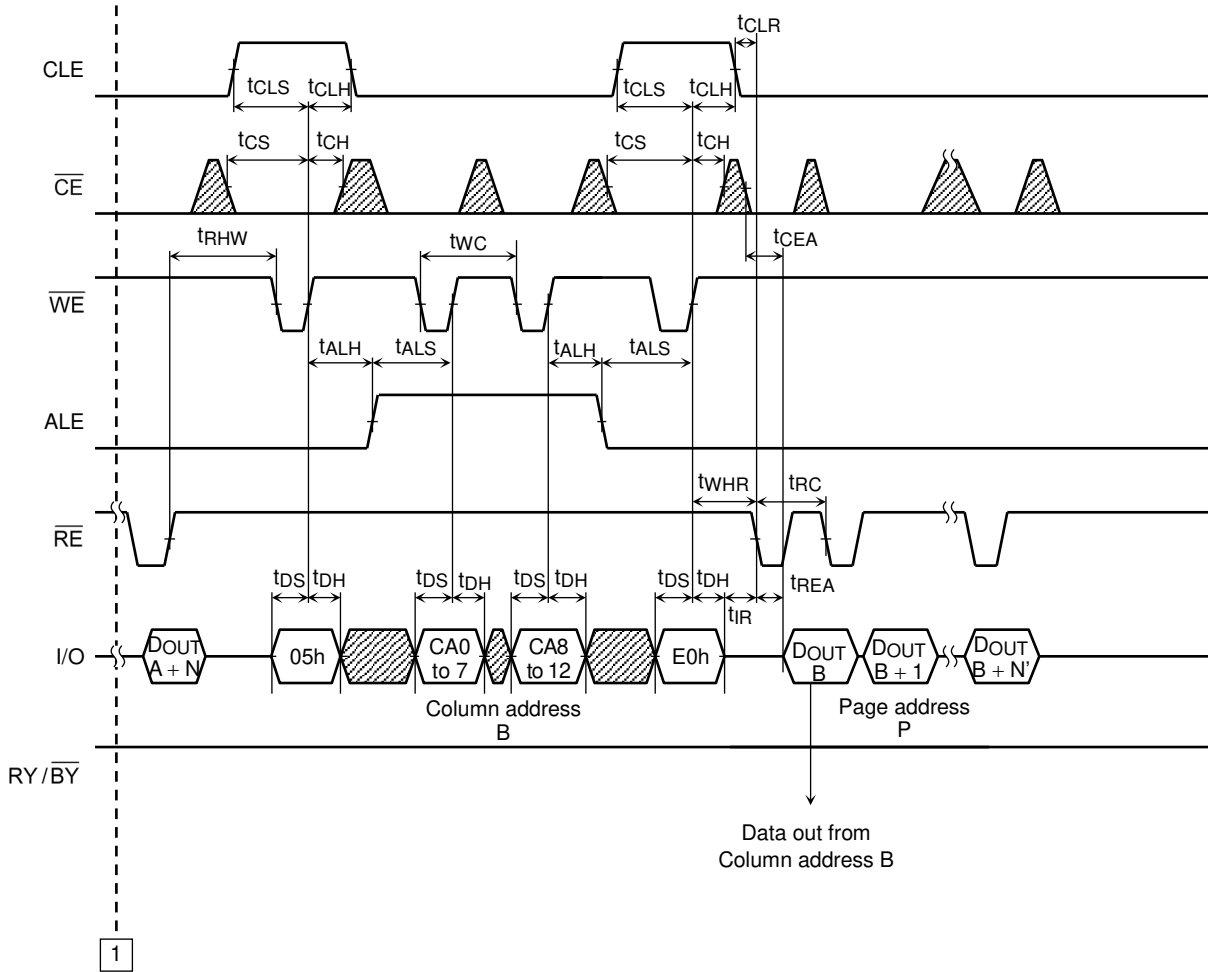 tCLR
CLE
tCLS tCLH tCLS tCLH
tCS tCH tCS tCH
CE
tCEA
tRHW tWC
WE
tALH tALS tALH tALS
ALE
tWHR tRC
RE
tDS tDH tDS tDH tDS tDH tDS tDH tREA
tIR
I/O
DOUT
A + N
05h
CA0
to 7
CA8
to 12
E0h
DOUT
B
DOUT
B + 1
DOUT
B + N’
Column address
B
Page address
P
RY / BY
Data out from
Column address B
1